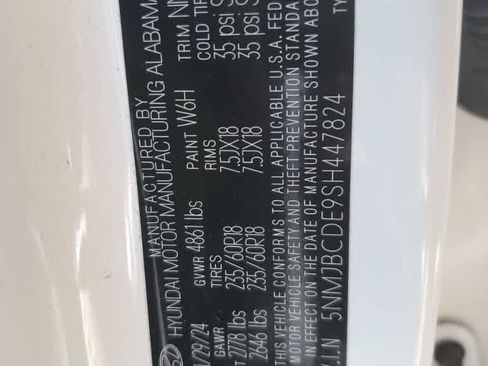 MANUFACTURED BY
HYUNDAI MOTOR MANUFACTURING ALABAMA
/29/24 GVWR 4861 lbs PAINT W6H TRIM
GAWR TIRES RIMS COLD TIR
T 2778 lbs 235/60R18 7.5JX18 35 psi
2646 lbs 235/60R18 7.5JX18 35 psi
THIS VEHICLE CONFORMS TO ALL APPLICABLE U.S.A. FED
MOTOR VEHICLE SAFETY AND THEFT PREVENTION STANDA
IN EFFECT ON THE DATE OF MANUFACTURE SHOWN ABO
V.I.N 5NMJBCDE9SH447824 TY